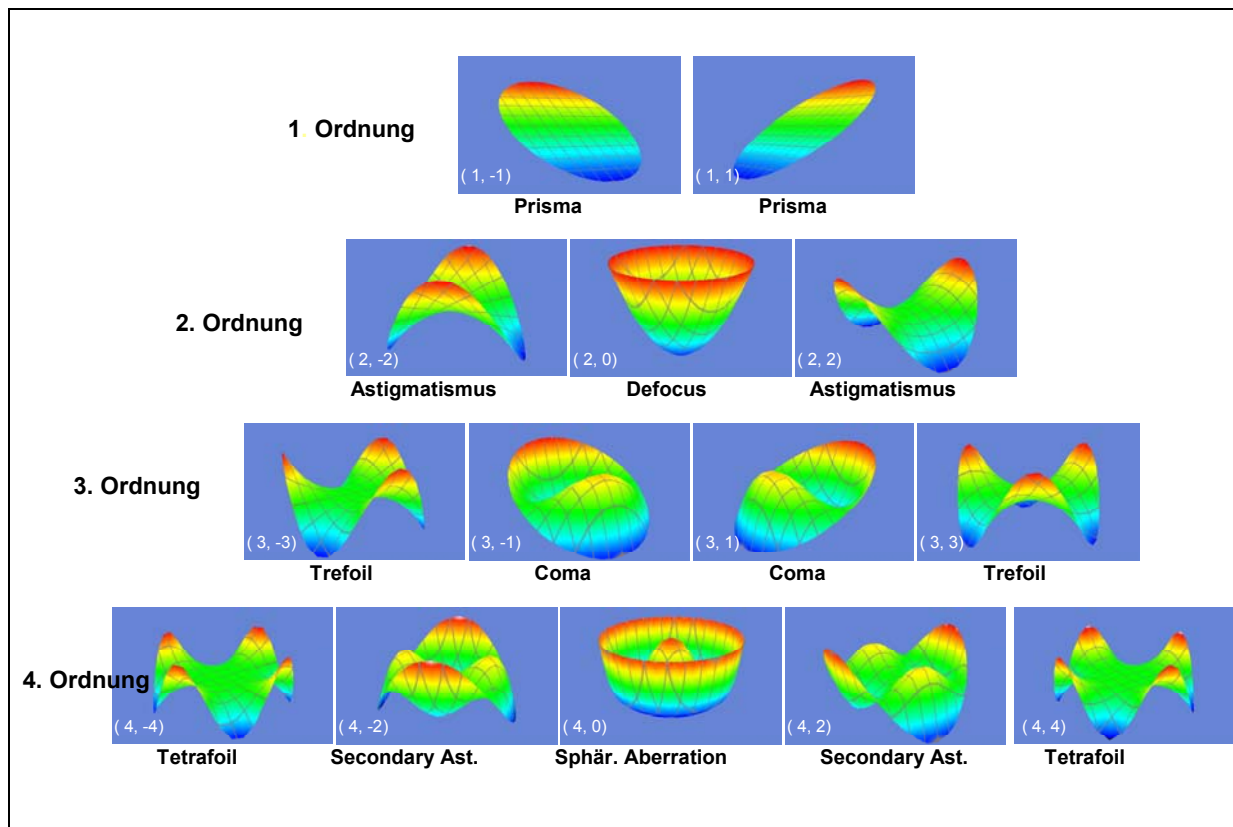 1. Ordnung
( 1, -1)
( 1, 1)
Prisma
Prisma
2. Ordnung
( 2, -2)
( 2, 0)
( 2, 2)
Astigmatismus
Defocus
Astigmatismus
3. Ordnung
( 3, -3)
( 3, -1)
( 3, 1)
( 3, 3)
Trefoil
Coma
Coma
Trefoil
4. Ordnung
( 4, -4)
( 4, -2)
( 4, 0)
( 4, 2)
( 4, 4)
Tetrafoil
Secondary Ast.
Sphär. Aberration
Secondary Ast.
Tetrafoil